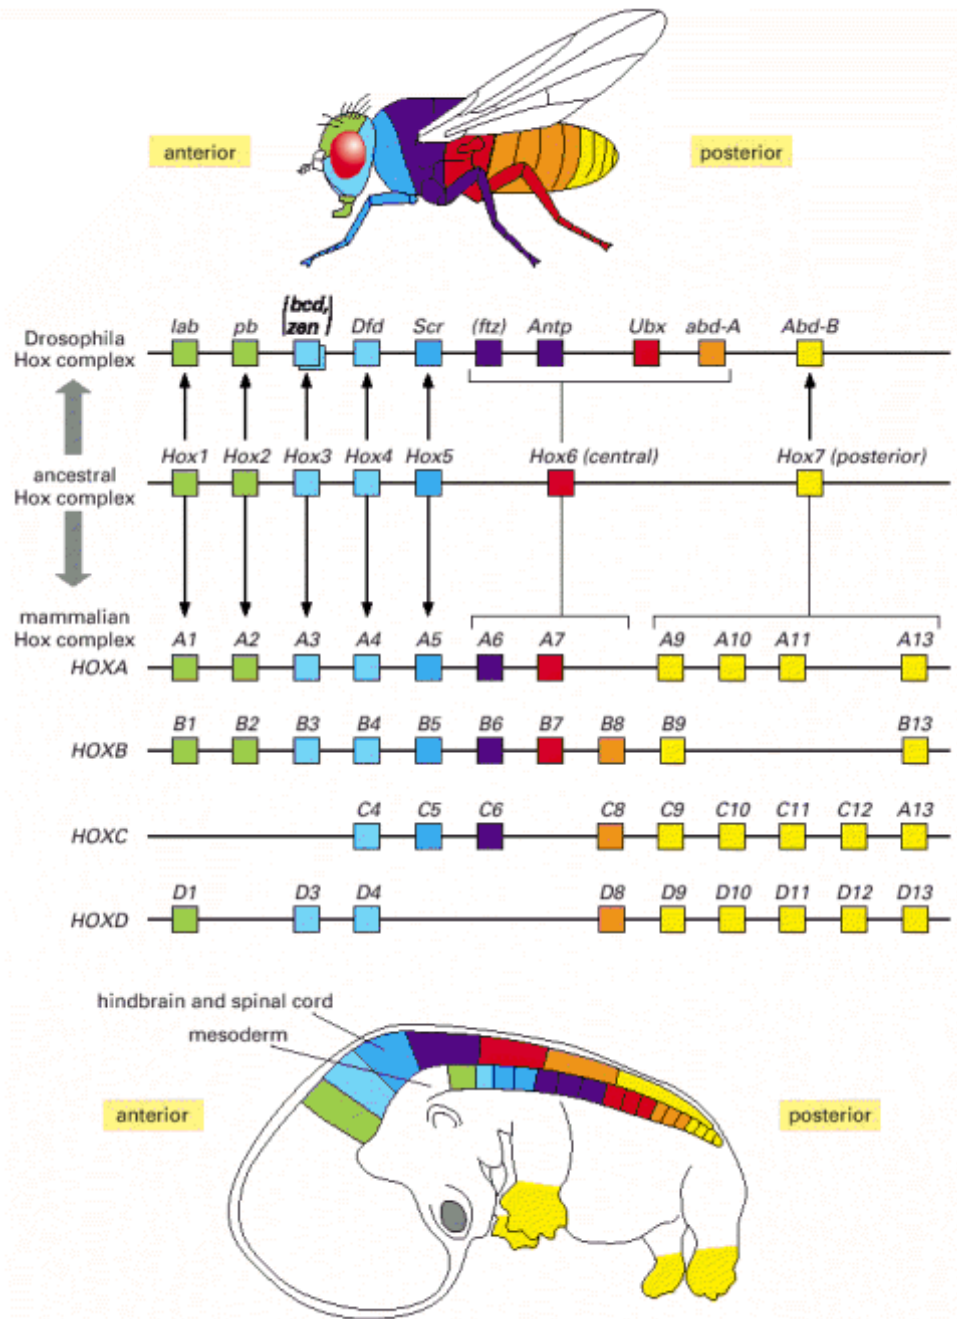 anterior
posterior
(bcd,
lab pb zen) Dfd Scr (ftz) Antp Ubx abd-A Abd-B
Drosophila
Hox complex
Hox1 Hox2 Hox3 Hox4 Hox5 Hox6 (central) Hox7 (posterior)
ancestral
Hox complex
mammalian
Hox complex
A1 A2 A3 A4 A5 A6 A7 A9 A10 A11 A13
HOXA
B1 B2 B3 B4 B5 B6 B7 B8 B9 B13
HOXB
C4 C5 C6 C8 C9 C10 C11 C12 A13
HOXC
D1 D3 D4 D8 D9 D10 D11 D12 D13
HOXD
hindbrain and spinal cord
mesoderm
anterior
posterior